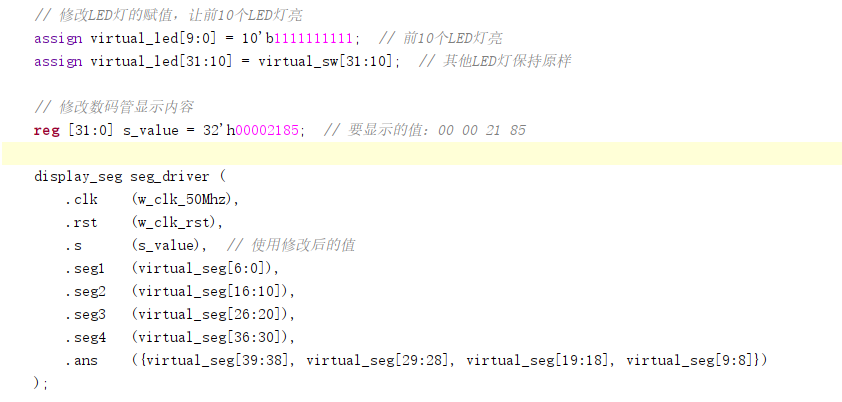 // 修改LED灯的赋值，让前10个LED灯亮
assign virtual_led[9:0] = 10'b1111111111;  // 前10个LED灯亮
assign virtual_led[31:10] = virtual_sw[31:10];  // 其他LED灯保持原样
// 修改数码管显示内容
reg [31:0] s_value = 32'h00002185;  // 要显示的值：00 00 21 85
display_seg seg_driver (
.clk    (w_clk_50Mhz),
.rst    (w_clk_rst),
.s      (s_value),  // 使用修改后的值
.seg1   (virtual_seg[6:0]),
.seg2   (virtual_seg[16:10]),
.seg3   (virtual_seg[26:20]),
.seg4   (virtual_seg[36:30]),
.ans    ({virtual_seg[39:38], virtual_seg[29:28], virtual_seg[19:18], virtual_seg[9:8]})
);